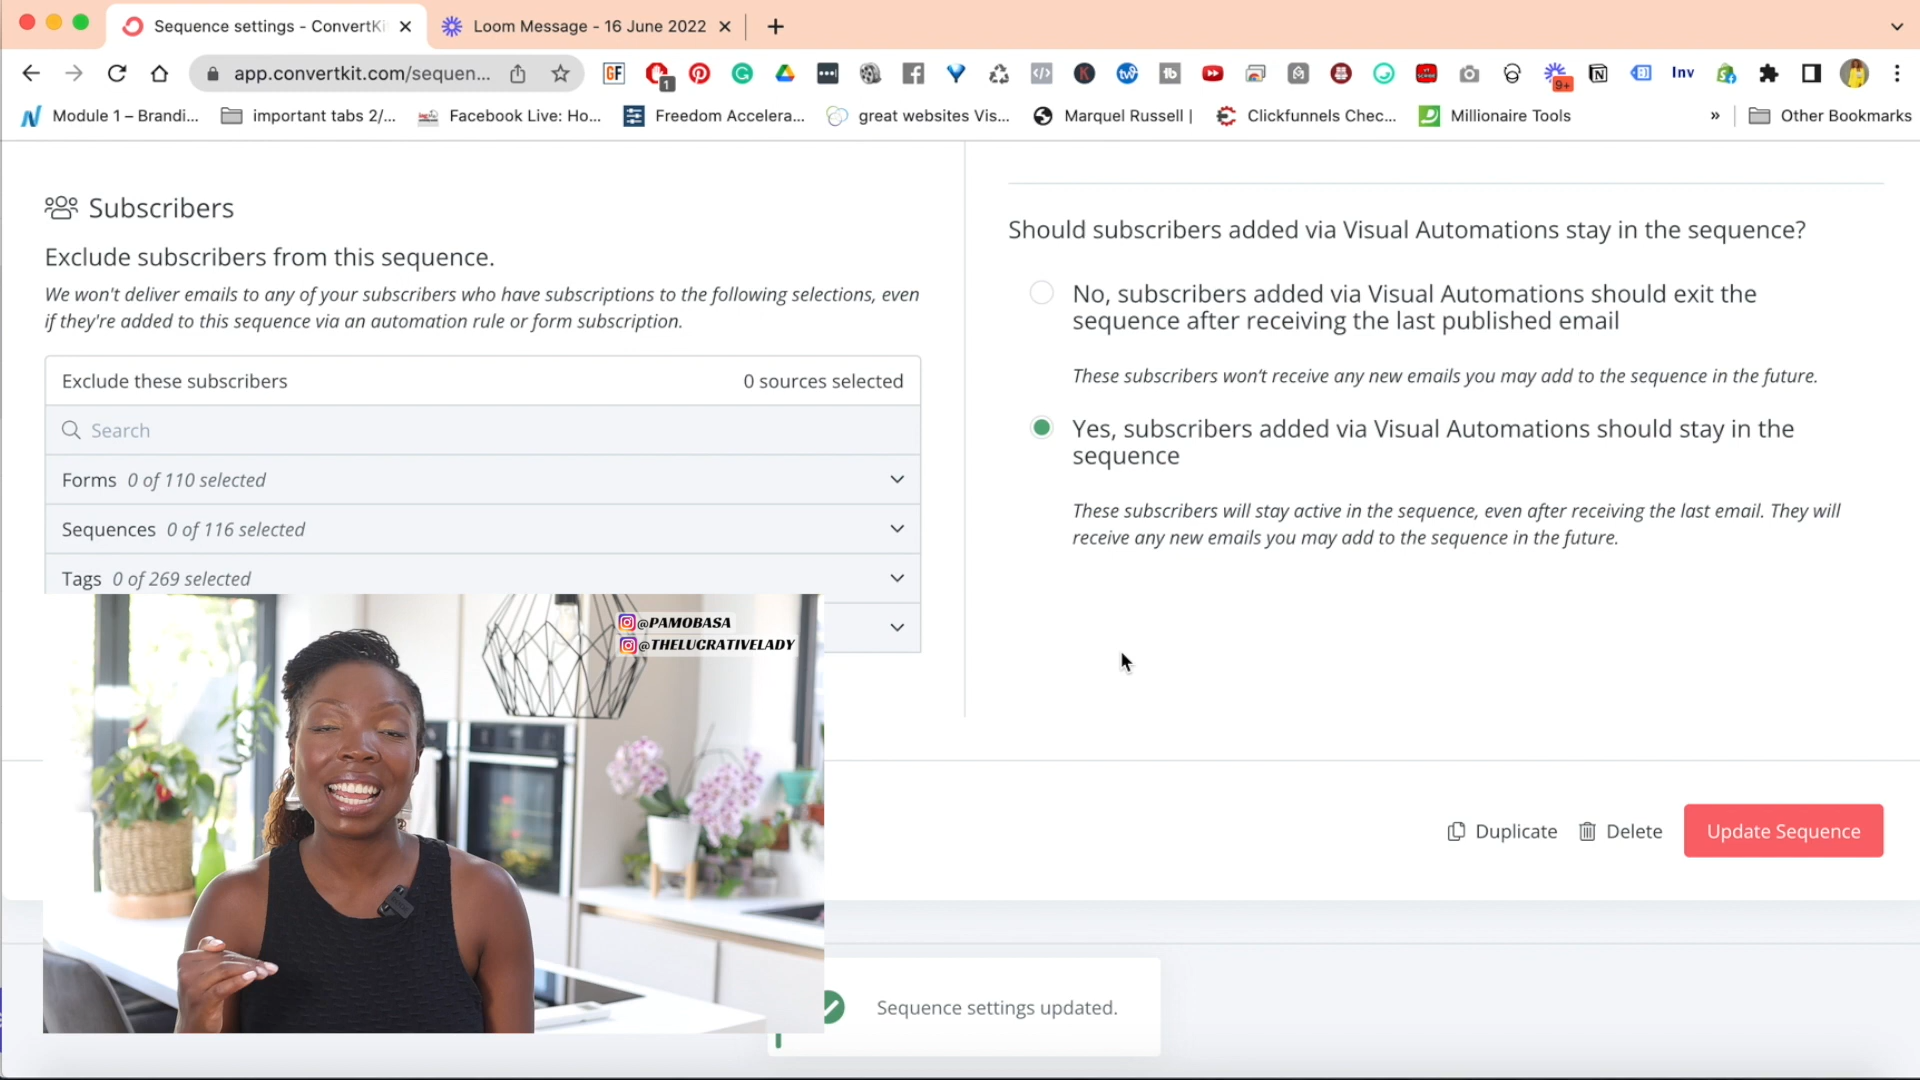 Sequence settings - ConvertKi
Loom Message - 16 June 2022
app.convertkit.com/sequen...
GF
1
tb
9+
Inv
Module 1 – Brandi...
important tabs 2/...
Facebook Live: Ho...
Freedom Accelera...
great websites Vis...
Marquel Russell |
Clickfunnels Chec...
Millionaire Tools
»
Other Bookmarks
Subscribers
Exclude subscribers from this sequence.
We won't deliver emails to any of your subscribers who have subscriptions to the following selections, even
if they're added to this sequence via an automation rule or form subscription.
Exclude these subscribers 0 sources selected
Search
Forms 0 of 110 selected
Sequences 0 of 116 selected
Tags 0 of 269 selected
@PAMOBASA
@THELUCRATIVELADY
Should subscribers added via Visual Automations stay in the sequence?
No, subscribers added via Visual Automations should exit the
sequence after receiving the last published email
These subscribers won't receive any new emails you may add to the sequence in the future.
Yes, subscribers added via Visual Automations should stay in the
sequence
These subscribers will stay active in the sequence, even after receiving the last email. They will
receive any new emails you may add to the sequence in the future.
Duplicate
Delete
Update Sequence
Sequence settings updated.